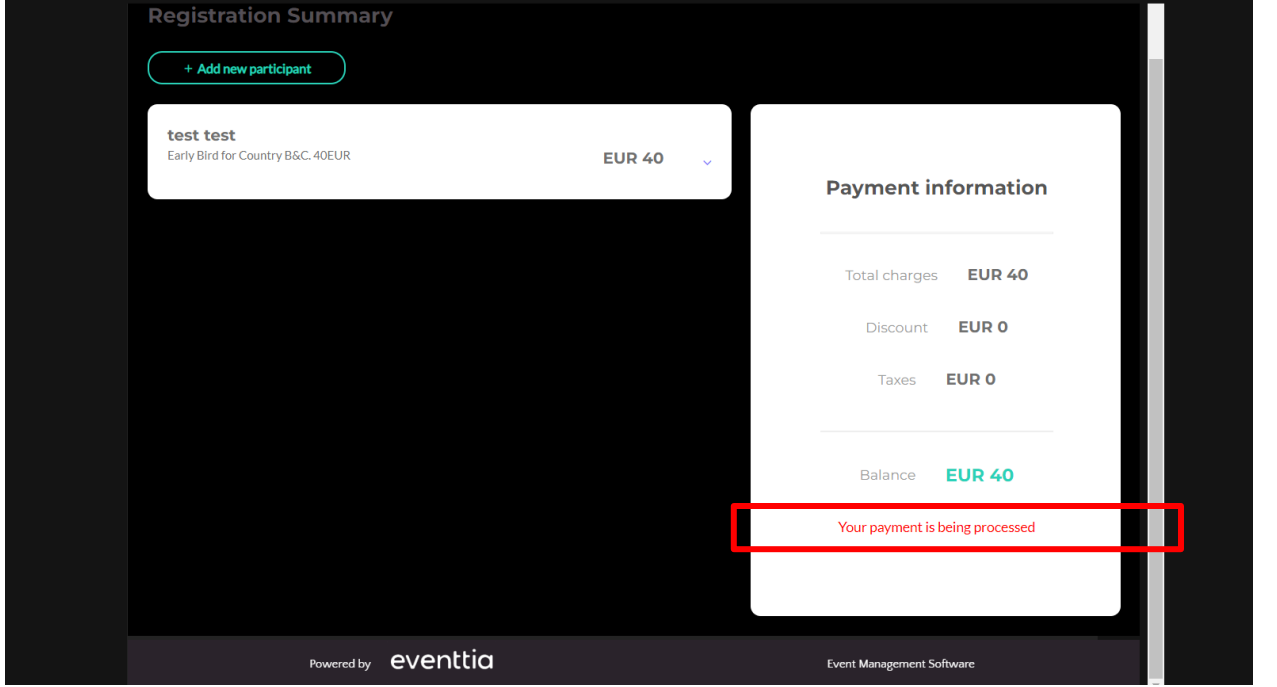 Registration Summary
+ Add new participant
test test
Early Bird for Country B&C. 40EUR
EUR 40
Payment information
Total charges EUR 40
Discount EUR 0
Taxes EUR 0
Balance EUR 40
Your payment is being processed
Powered by eventtia
Event Management Software